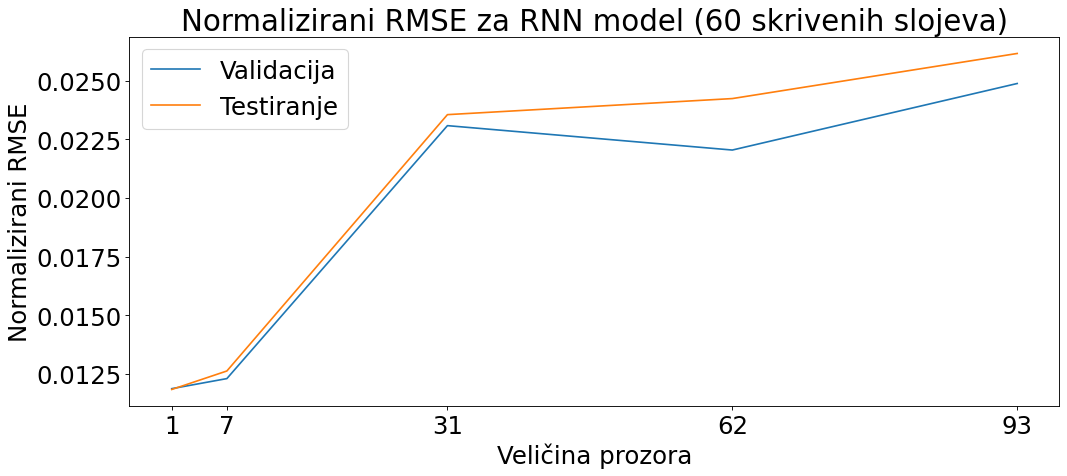 Normalizirani RMSE za RNN model (60 skrivenih slojeva)
Validacija
Testiranje
Normalizirani RMSE
0.0250
0.0225
0.0200
0.0175
0.0150
0.0125
1 7 31 62 93
Veličina prozora